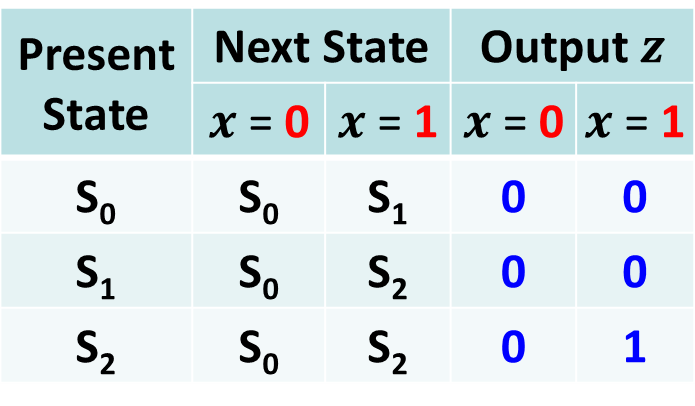 Present State Next State Output z
x = 0 x = 1 x = 0 x = 1
S₀ S₀ S₁ 0 0
S₁ S₀ S₂ 0 0
S₂ S₀ S₂ 0 1